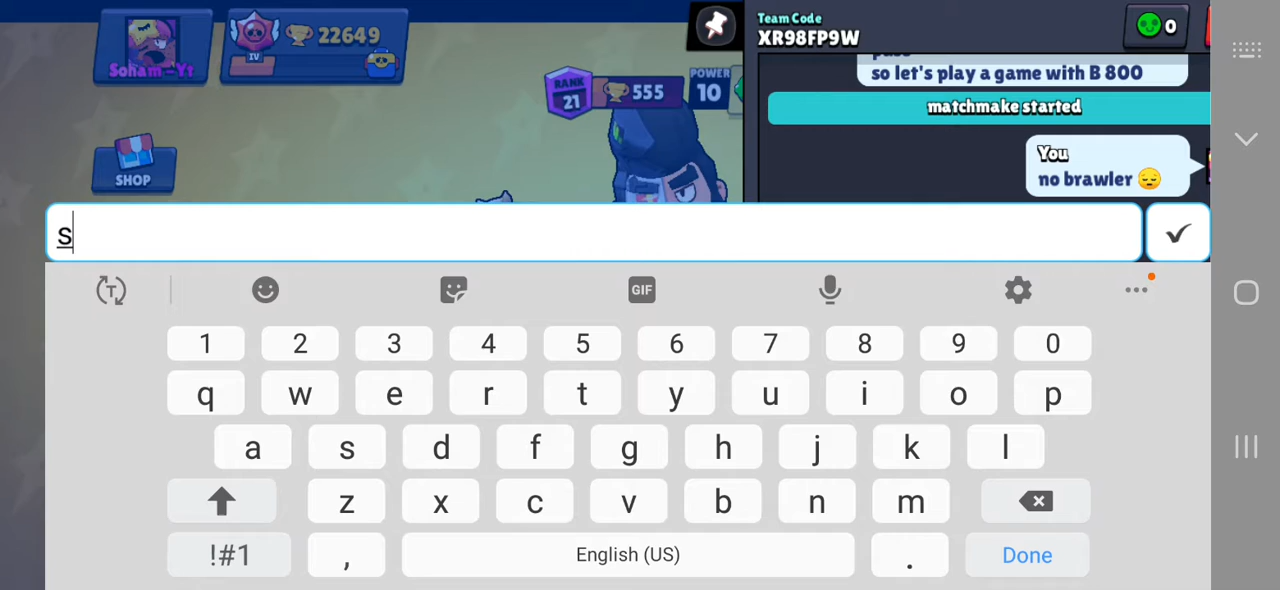 Soham-Yt
IV
22649
SHOP
RANK
21
555
POWER
10
Team Code
XR98FP9W
0
so let's play a game with B 800
matchmake started
You
no brawler 😔
s
T
GIF
1 2 3 4 5 6 7 8 9 0
q w e r t y u i o p
a s d f g h j k l
z x c v b n m
!#1 , English (US) . Done